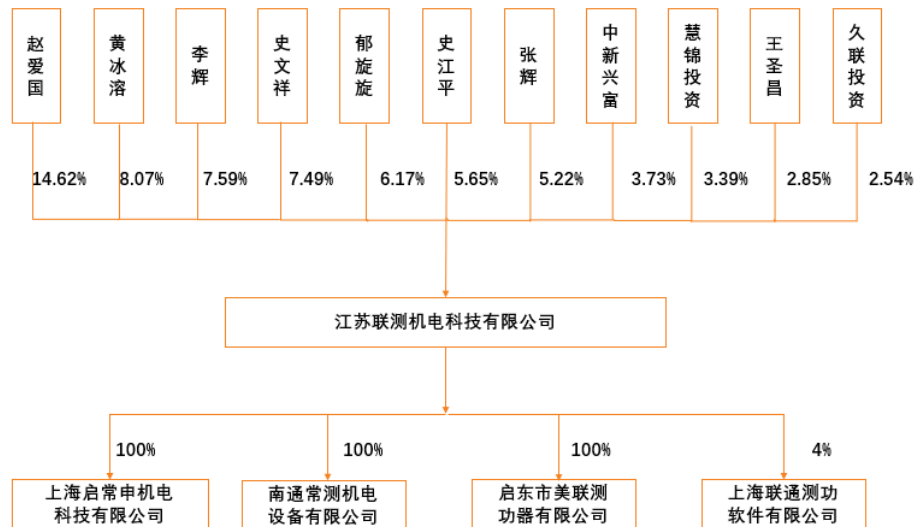 赵爱国
黄冰溶
李辉
史文祥
郁旋旋
史江平
张辉
中新兴富
慧锦投资
王圣昌
久联投资
14.62%
8.07%
7.59%
7.49%
6.17%
5.65%
5.22%
3.73%
3.39%
2.85%
2.54%
江苏联测机电科技有限公司
100%
100%
100%
4%
上海启常申机电
科技有限公司
南通常测机电
设备有限公司
启东市美联测
功器有限公司
上海联通测功
软件有限公司